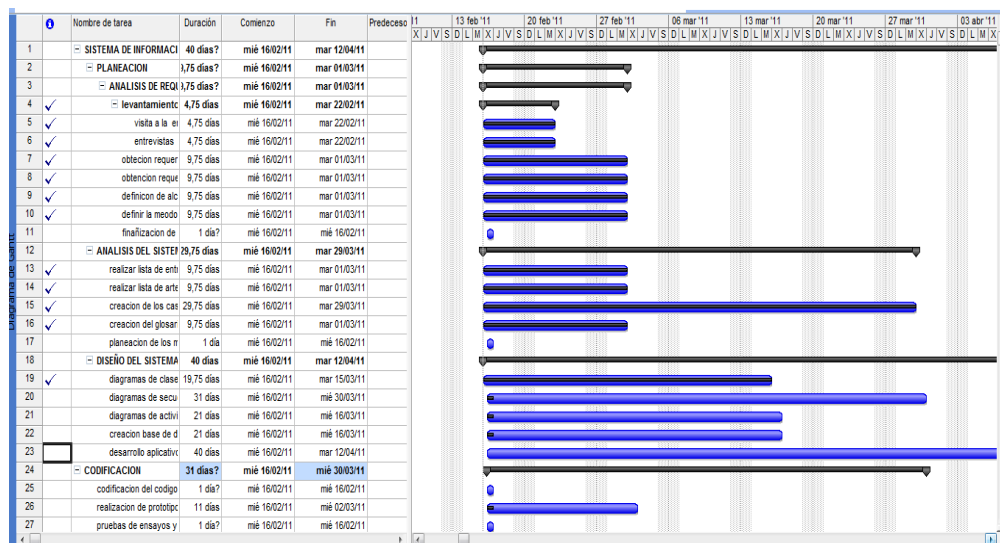 Nombre de tarea Duración Comienzo Fin Predeceso
11 13 feb '11 20 feb '11 27 feb '11 06 mar '11 13 mar '11 20 mar '11 27 mar '11 03 abr '11
X J V S D L M X J V S D L M X J V S D L M X J V S D L M X J V S D L M X J V S D L M X J V S D L M X J V S D L M X
1 SISTEMA DE INFORMACI 40 días? mié 16/02/11 mar 12/04/11
2 PLANEACION ),75 días? mié 16/02/11 mar 01/03/11
3 ANALISIS DE REQU ),75 días? mié 16/02/11 mar 01/03/11
4 levantamiento 4,75 días mié 16/02/11 mar 22/02/11
5 visita a la er 4,75 días mié 16/02/11 mar 22/02/11
6 entrevistas 4,75 días mié 16/02/11 mar 22/02/11
7 obtecion requer 9,75 días mié 16/02/11 mar 01/03/11
8 obtencion reque 9,75 días mié 16/02/11 mar 01/03/11
9 definicon de alc 9,75 días mié 16/02/11 mar 01/03/11
10 definir la meodo 9,75 días mié 16/02/11 mar 01/03/11
11 finañizacion de 1 día? mié 16/02/11 mié 16/02/11
12 ANALISIS DEL SISTEM 29,75 días mié 16/02/11 mar 29/03/11
13 realizar lista de enti 9,75 días mié 16/02/11 mar 01/03/11
14 realizar lista de arte 9,75 días mié 16/02/11 mar 01/03/11
15 creacion de los cas 29,75 días mié 16/02/11 mar 29/03/11
16 creacion del glosar 9,75 días mié 16/02/11 mar 01/03/11
17 planeacion de los m 1 día mié 16/02/11 mié 16/02/11
18 DISEÑO DEL SISTEMA 40 días mié 16/02/11 mar 12/04/11
19 diagramas de clase 19,75 días mié 16/02/11 mar 15/03/11
20 diagramas de secu 31 días mié 16/02/11 mié 30/03/11
21 diagramas de activi 21 días mié 16/02/11 mié 16/03/11
22 creacion base de d 21 días mié 16/02/11 mié 16/03/11
23 desarrollo aplicativo 40 días mié 16/02/11 mar 12/04/11
24 CODIFICACION 31 días? mié 16/02/11 mié 30/03/11
25 codificacion del codigo 1 día? mié 16/02/11 mié 16/02/11
26 realizacion de prototipo 11 días mié 16/02/11 mié 02/03/11
27 pruebas de ensayos y 1 día? mié 16/02/11 mié 16/02/11
Diagrama de Gantt